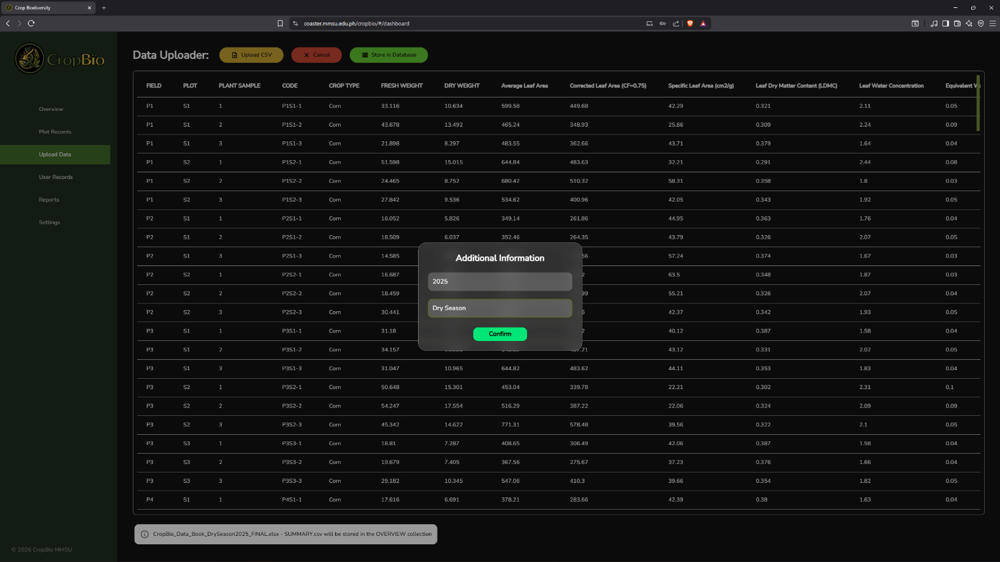 Crop Biodiversity
coaster.mmsu.edu.ph/cropbio/#/dashboard
CropBio
Data Uploader: Upload CSV Cancel Store in Database
Overview
Plot Records
Upload Data
User Records
Reports
Settings
FIELD PLOT PLANT SAMPLE CODE CROP TYPE FRESH WEIGHT DRY WEIGHT Average Leaf Area Corrected Leaf Area (CF=0.75) Specific Leaf Area (cm2/g) Leaf Dry Matter Content (LDMC) Leaf Water Concentration Equivalent
P1 S1 1 P1S1-1 Corn 33.116 10.634 599.58 449.68 42.29 0.321 2.11 0.05
P1 S1 2 P1S1-2 Corn 43.678 13.492 465.24 348.93 25.86 0.309 2.24 0.09
P1 S1 3 P1S1-3 Corn 21.898 8.297 483.55 362.66 43.71 0.379 1.64 0.04
P1 S2 1 P1S2-1 Corn 51.598 15.015 644.84 483.63 32.21 0.291 2.44 0.08
P1 S2 2 P1S2-2 Corn 24.465 8.752 680.42 510.32 58.31 0.358 1.8 0.03
P1 S2 3 P1S2-3 Corn 27.842 9.536 534.62 400.96 42.05 0.343 1.92 0.05
P2 S1 1 P2S1-1 Corn 16.052 5.826 349.14 261.86 44.95 0.363 1.76 0.04
P2 S1 2 P2S1-2 Corn 18.509 6.037 352.46 264.35 43.79 0.326 2.07 0.05
P2 S1 3 P2S1-3 Corn 14.585 57.24 0.374 1.67 0.03
P2 S2 1 P2S2-1 Corn 16.687 63.5 0.348 1.87 0.03
P2 S2 2 P2S2-2 Corn 18.459 55.21 0.326 2.07 0.04
P2 S2 3 P2S2-3 Corn 30.441 42.37 0.342 1.93 0.05
P3 S1 1 P3S1-1 Corn 31.18 40.12 0.387 1.58 0.04
P3 S1 2 P3S1-2 Corn 34.157 43.12 0.331 2.02 0.05
P3 S1 3 P3S1-3 Corn 31.047 10.965 644.82 483.62 44.11 0.353 1.83 0.04
P3 S2 1 P3S2-1 Corn 50.648 15.301 453.04 339.78 22.21 0.302 2.31 0.1
P3 S2 2 P3S2-2 Corn 54.247 17.554 516.29 387.22 22.06 0.324 2.09 0.09
P3 S2 3 P3S2-3 Corn 45.342 14.622 771.31 578.48 39.56 0.322 2.1 0.05
P3 S3 1 P3S3-1 Corn 18.81 7.287 408.65 306.49 42.06 0.387 1.58 0.04
P3 S3 2 P3S3-2 Corn 19.679 7.405 367.56 275.67 37.23 0.376 1.66 0.04
P3 S3 3 P3S3-3 Corn 29.182 10.345 547.06 410.3 39.66 0.354 1.82 0.05
P4 S1 1 P4S1-1 Corn 17.616 6.691 378.21 283.66 42.39 0.38 1.63 0.04
Additional Information
2025
Dry Season
Confirm
CropBio_Data_Book_DrySeason2025_FINAL.xlsx - SUMMARY.csv will be stored in the OVERVIEW collection
© 2026 CropBio MMSU